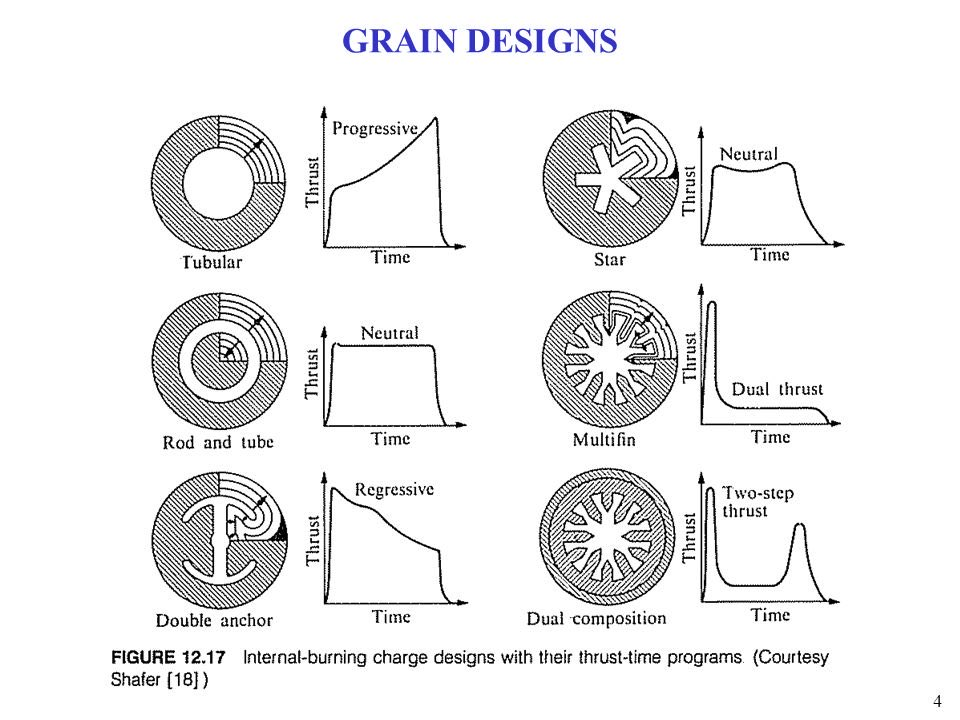 GRAIN DESIGNS
Progressive
Thrust
Time
Tubular
Neutral
Thrust
Time
Star
Neutral
Thrust
Time
Rod and tube
Dual thrust
Thrust
Time
Multifin
Regressive
Thrust
Time
Double anchor
Two-step
thrust
Thrust
Time
Dual composition
FIGURE 12.17 Internal-burning charge designs with their thrust-time programs. (Courtesy
Shafer [18])
4